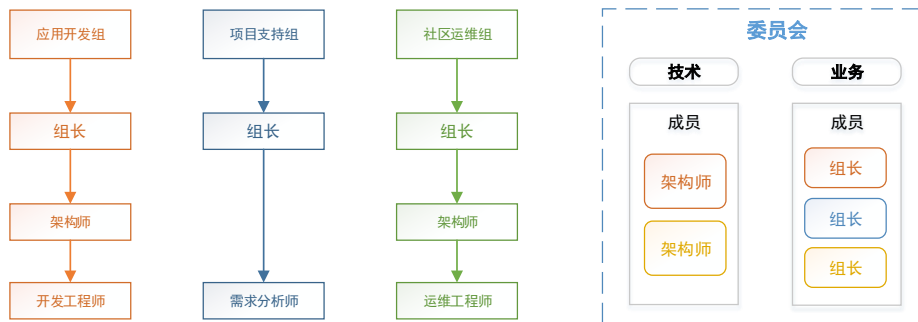 应用开发组
组长
架构师
开发工程师
项目支持组
组长
需求分析师
社区运维组
组长
架构师
运维工程师
委员会
技术
成员
架构师
架构师
业务
成员
组长
组长
组长